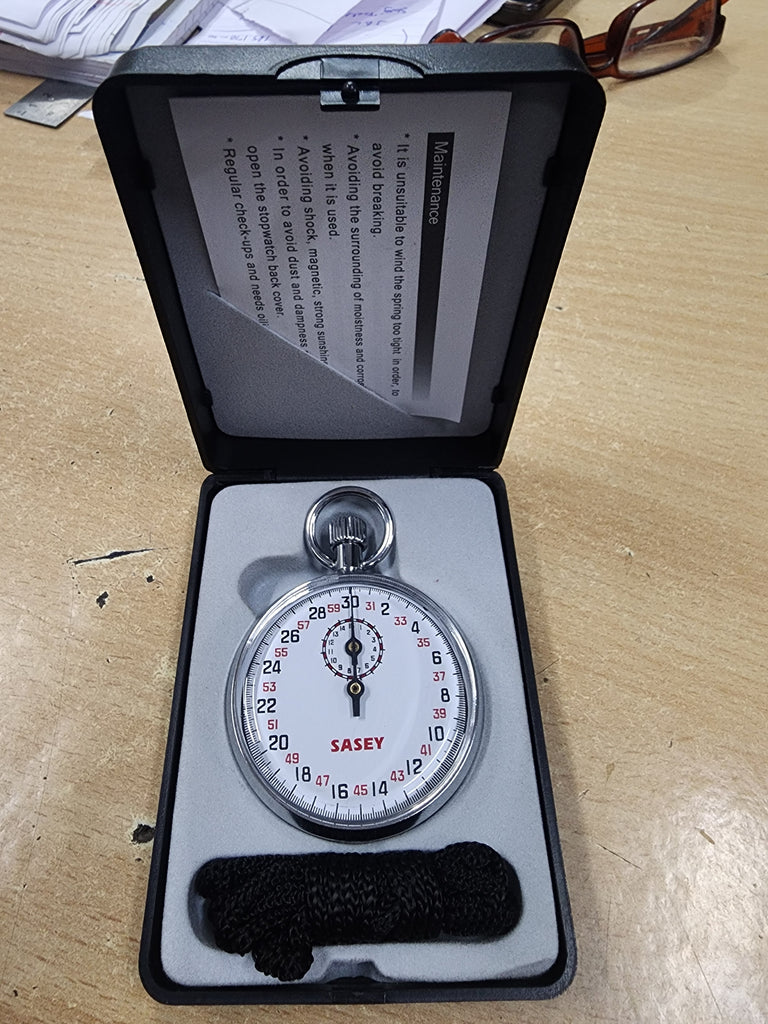 Maintenance
* It is unsuitable to wind the spring too tight in order, to
avoid breaking.
* Avoiding the surrounding of moistness and
when it is used.
* Avoiding shock, magnetic, strong
* In order to avoid dust and dampness
open the stopwatch back cover.
* Regular check-ups and needs
30 31 2 33 4 35 6 37 8 39 10 41 12 43 14 45 16 47 18 49 20 51 22 53 24 55 26 57 28 59
SASEY